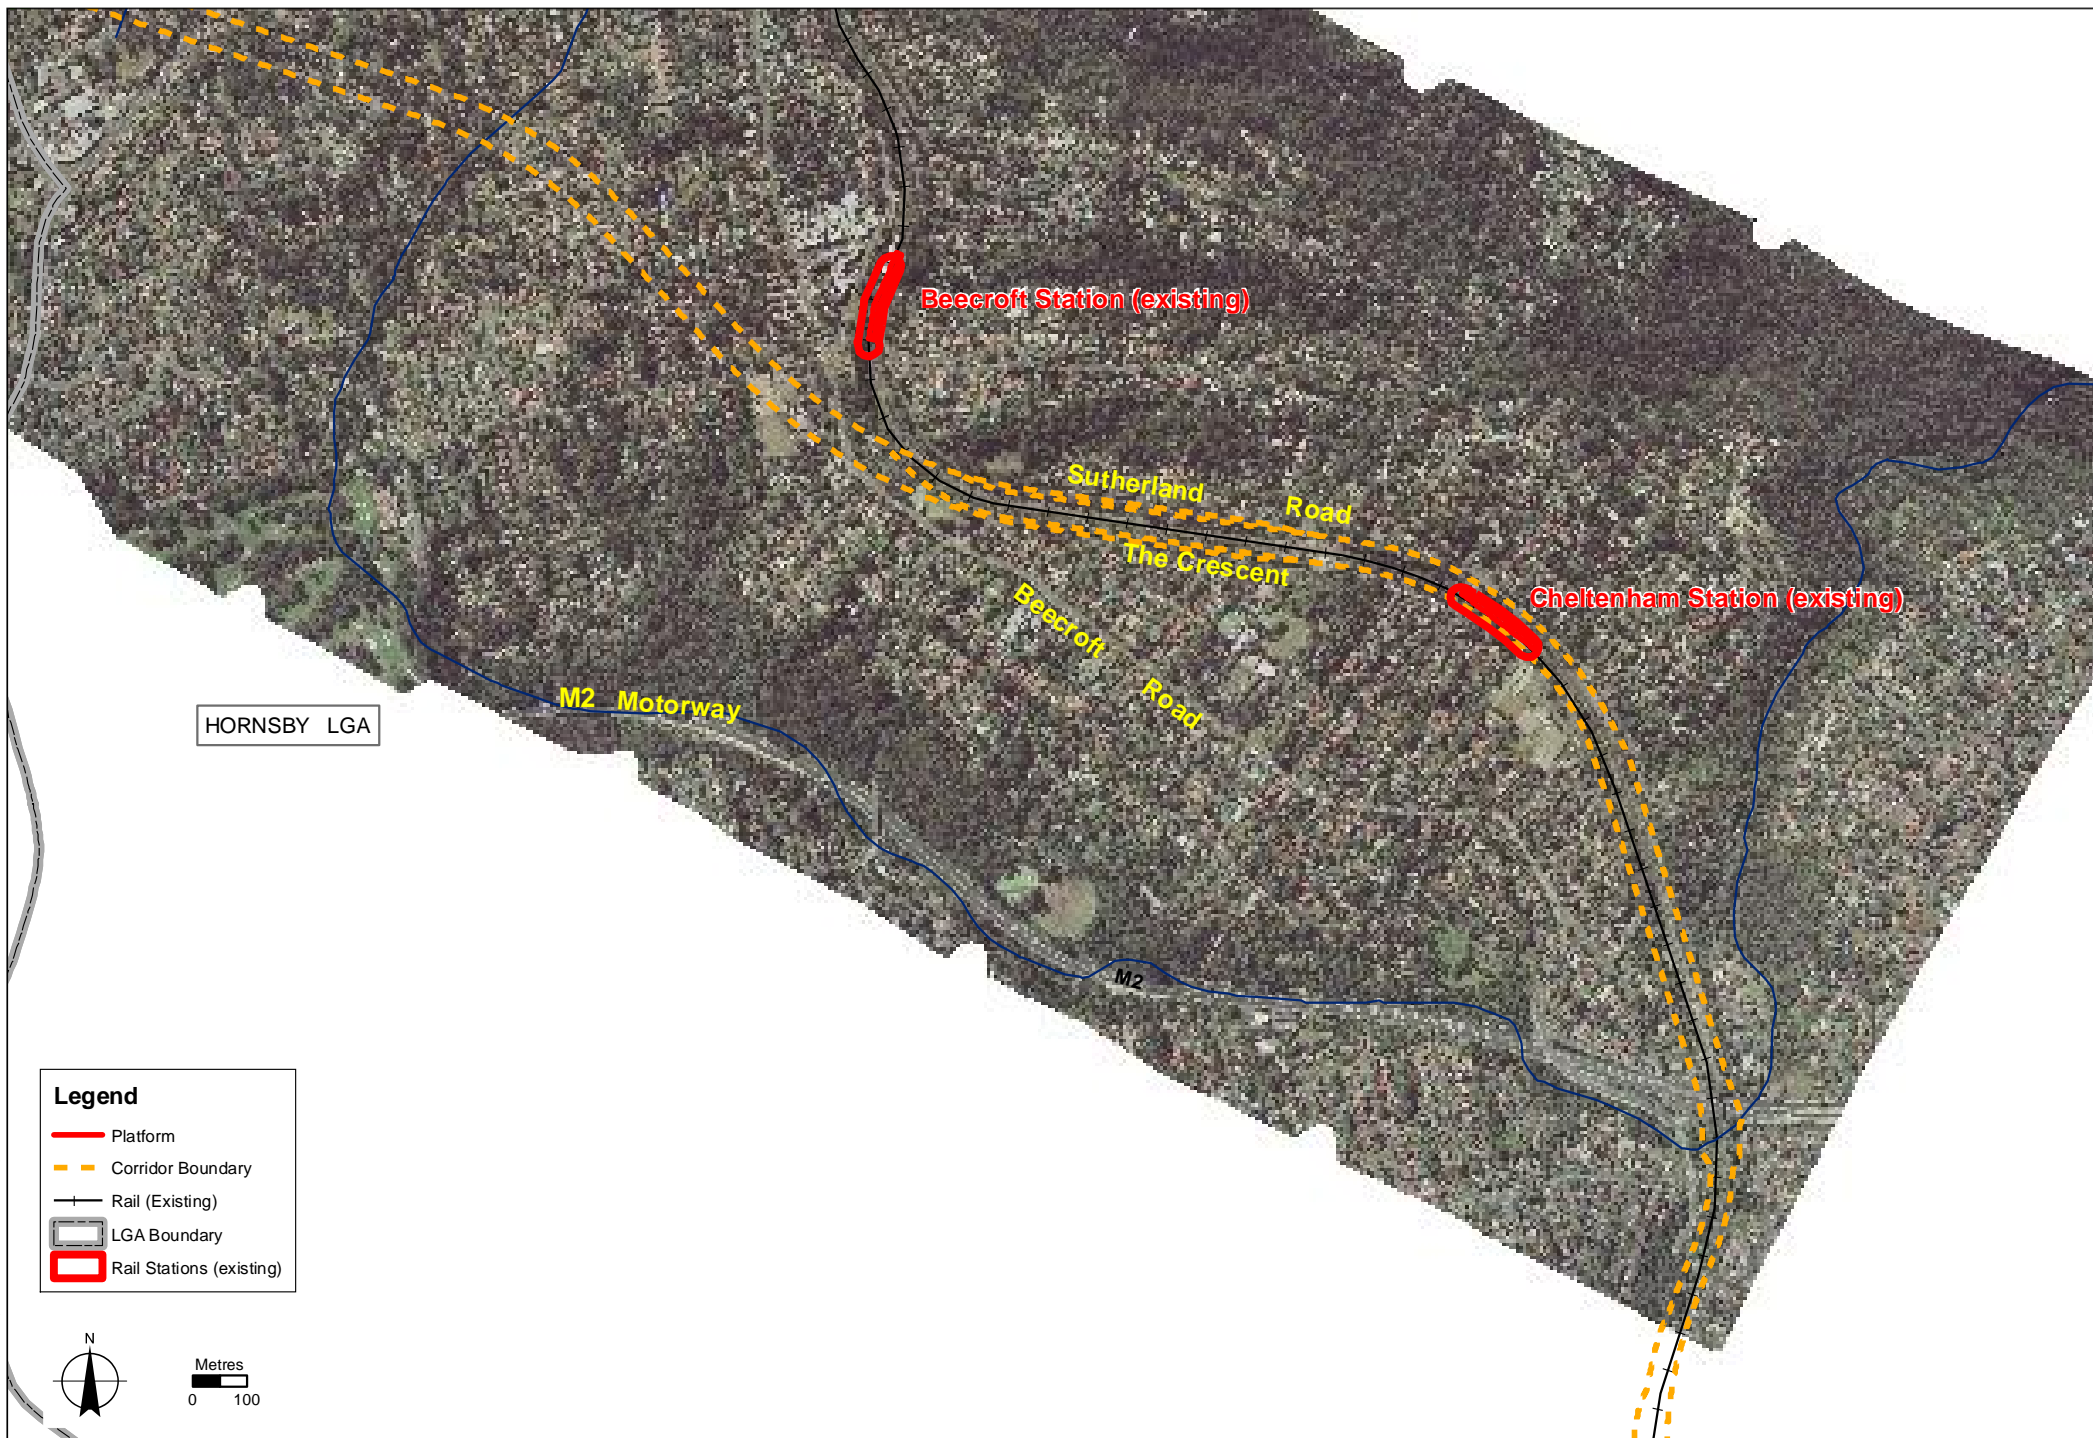 Beecroft Station (existing)
Sutherland Road
The Crescent
Cheltenham Station (existing)
Beecroft Road
M2 Motorway
HORNSBY LGA
M2
Legend
Platform
Corridor Boundary
Rail (Existing)
LGA Boundary
Rail Stations (existing)
N
Metres
0 100